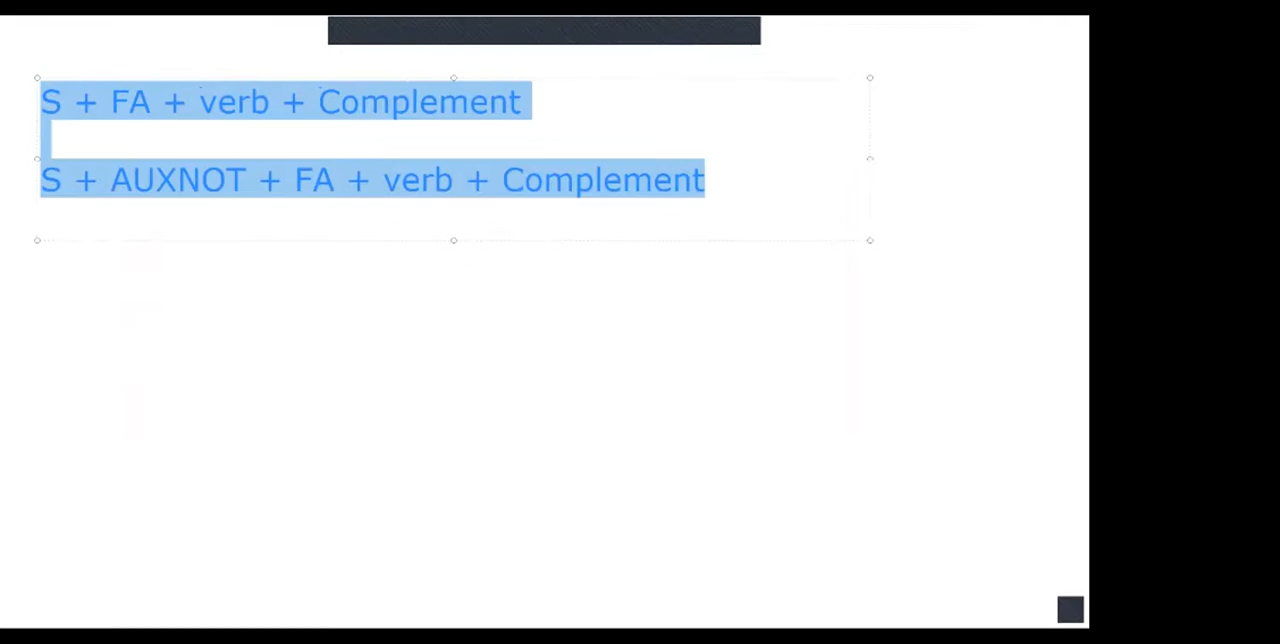 S + FA + verb + Complement
S + AUXNOT + FA + verb + Complement